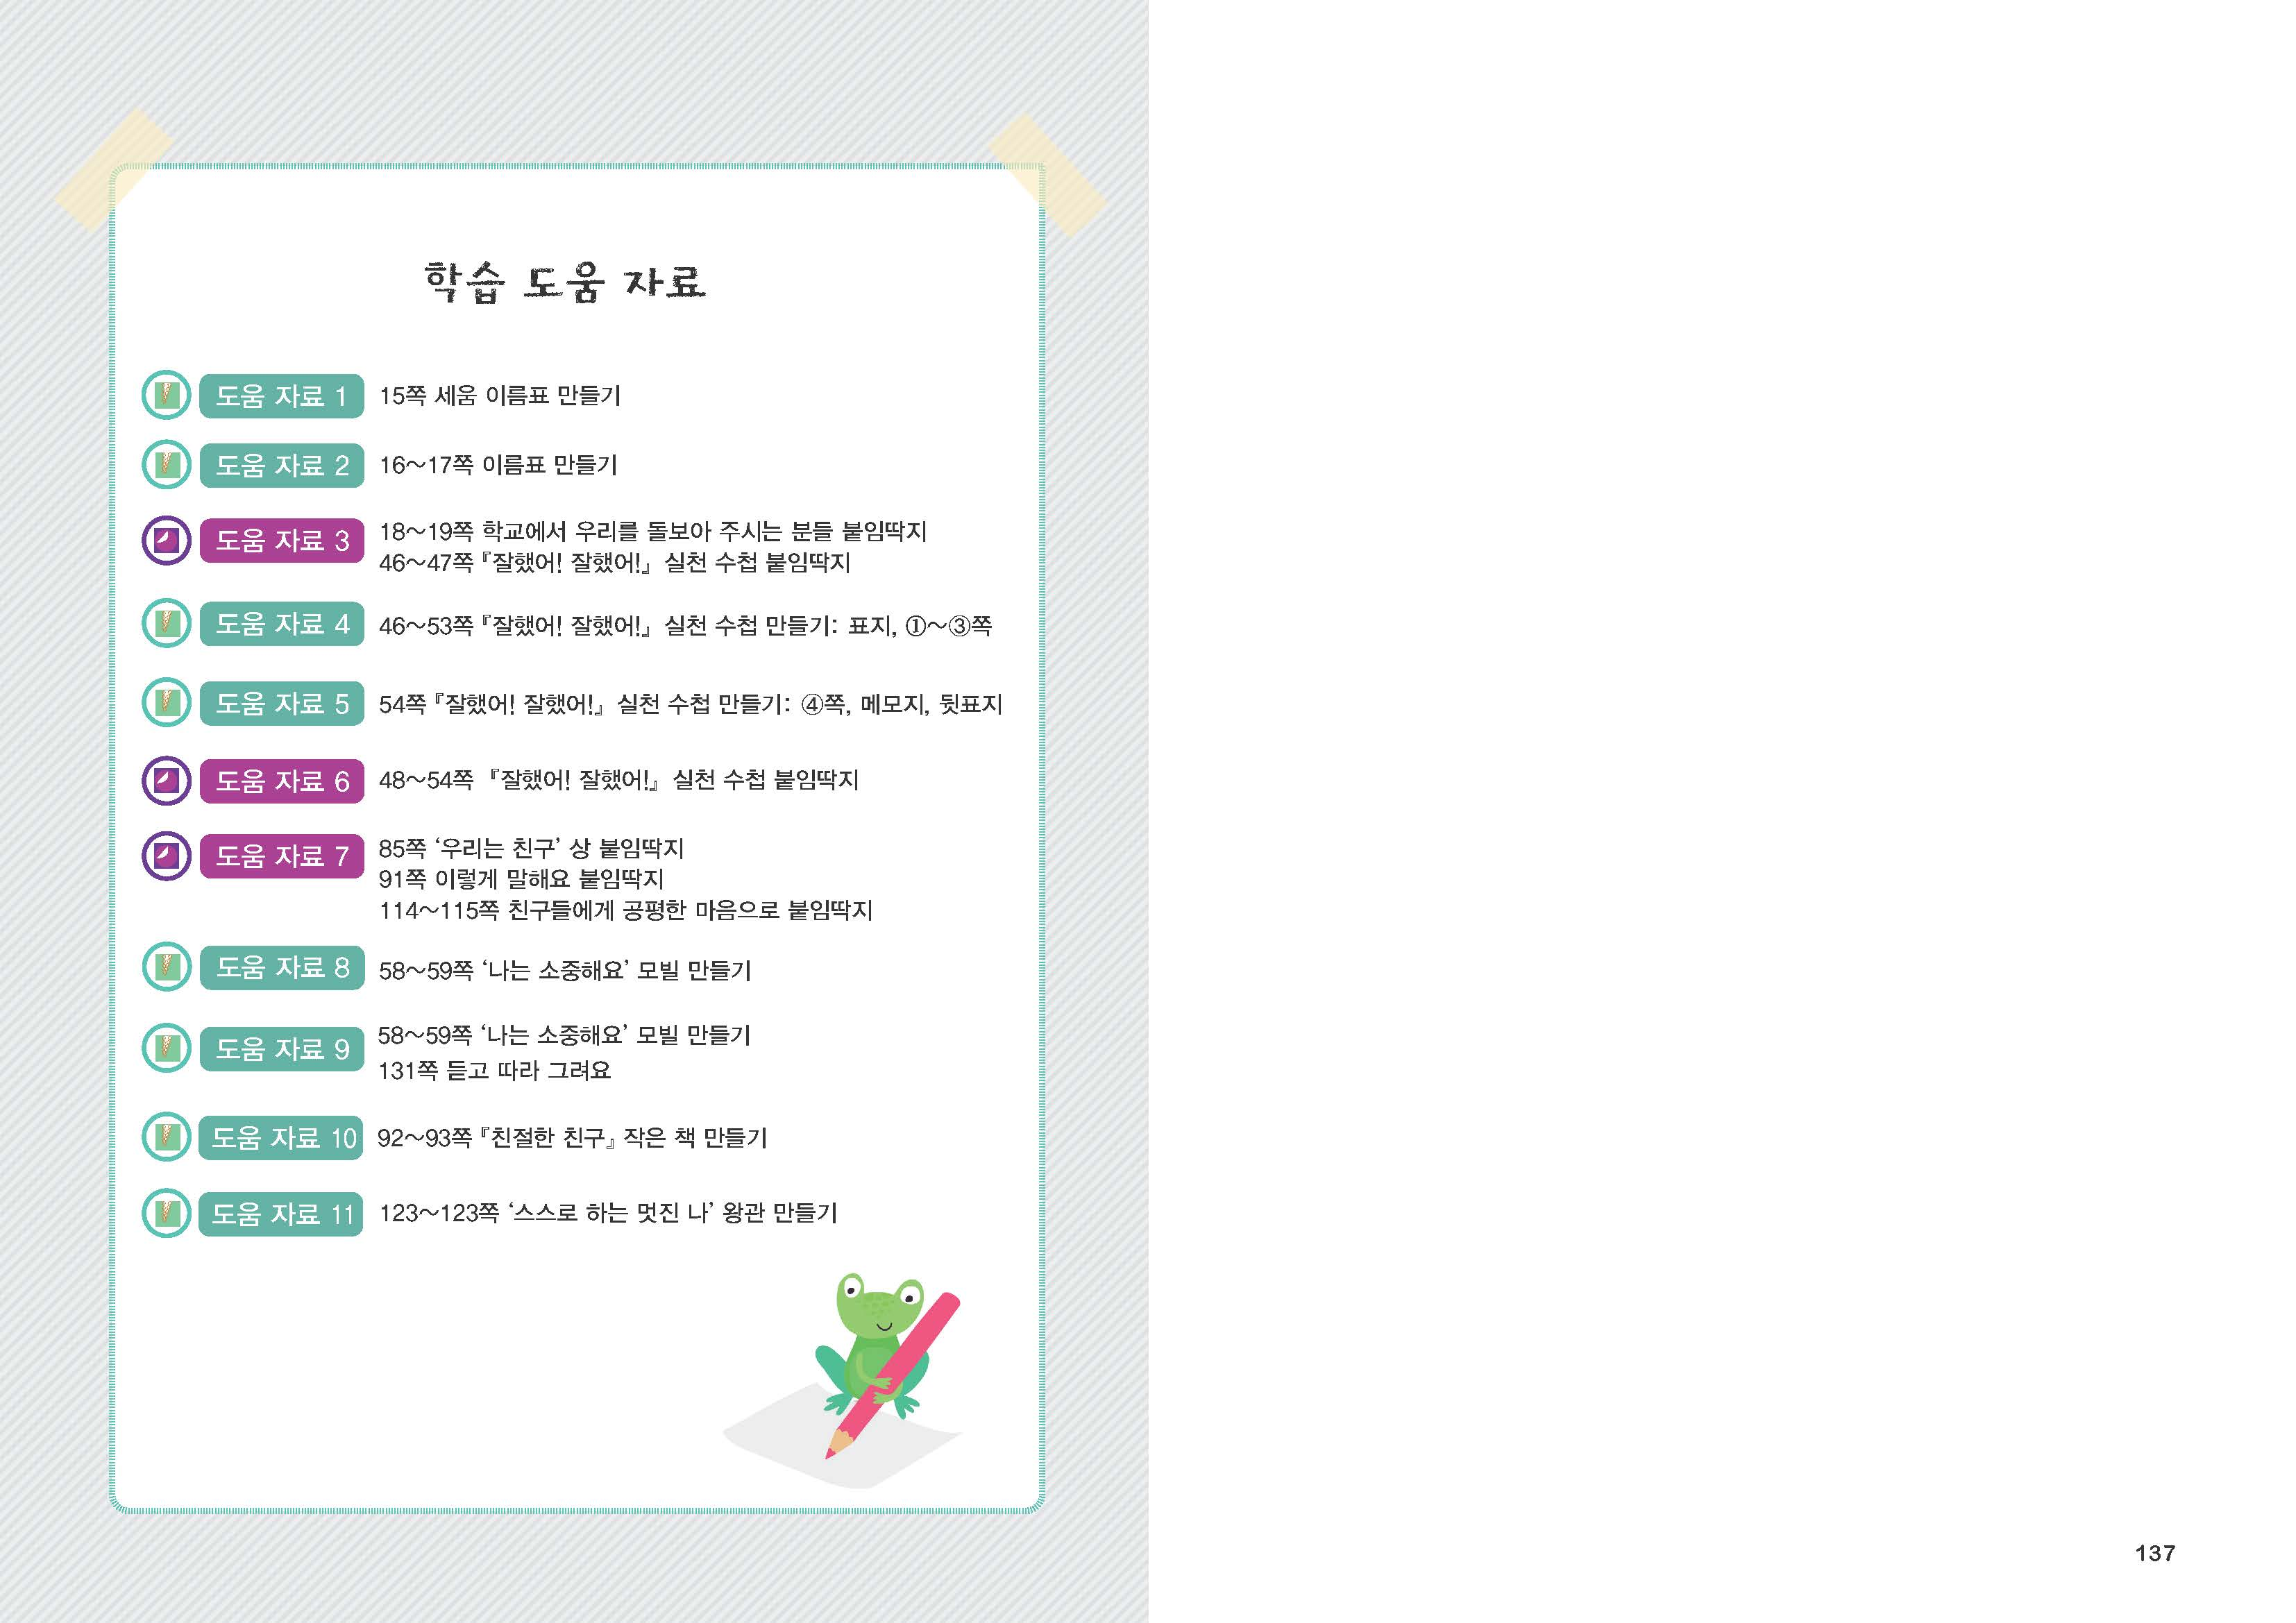 학습 도움 자료
도움 자료 1 15쪽 세움 이름표 만들기
도움 자료 2 16～17쪽 이름표 만들기
도움 자료 3 18～19쪽 학교에서 우리를 돌보아 주시는 분들 붙임딱지
46～47쪽 『잘했어! 잘했어!』 실천 수첩 붙임딱지
도움 자료 4 46～53쪽 『잘했어! 잘했어!』 실천 수첩 만들기: 표지, ①～③쪽
도움 자료 5 54쪽 『잘했어! 잘했어!』 실천 수첩 만들기: ④쪽, 메모지, 뒷표지
도움 자료 6 48～54쪽 『잘했어! 잘했어!』 실천 수첩 붙임딱지
도움 자료 7 85쪽 ‘우리는 친구’ 상 붙임딱지
91쪽 이렇게 말해요 붙임딱지
114～115쪽 친구들에게 공평한 마음으로 붙임딱지
도움 자료 8 58～59쪽 ‘나는 소중해요’ 모빌 만들기
도움 자료 9 58～59쪽 ‘나는 소중해요’ 모빌 만들기
131쪽 듣고 따라 그려요
도움 자료 10 92～93쪽 『친절한 친구』 작은 책 만들기
도움 자료 11 123～123쪽 ‘스스로 하는 멋진 나’ 왕관 만들기
137